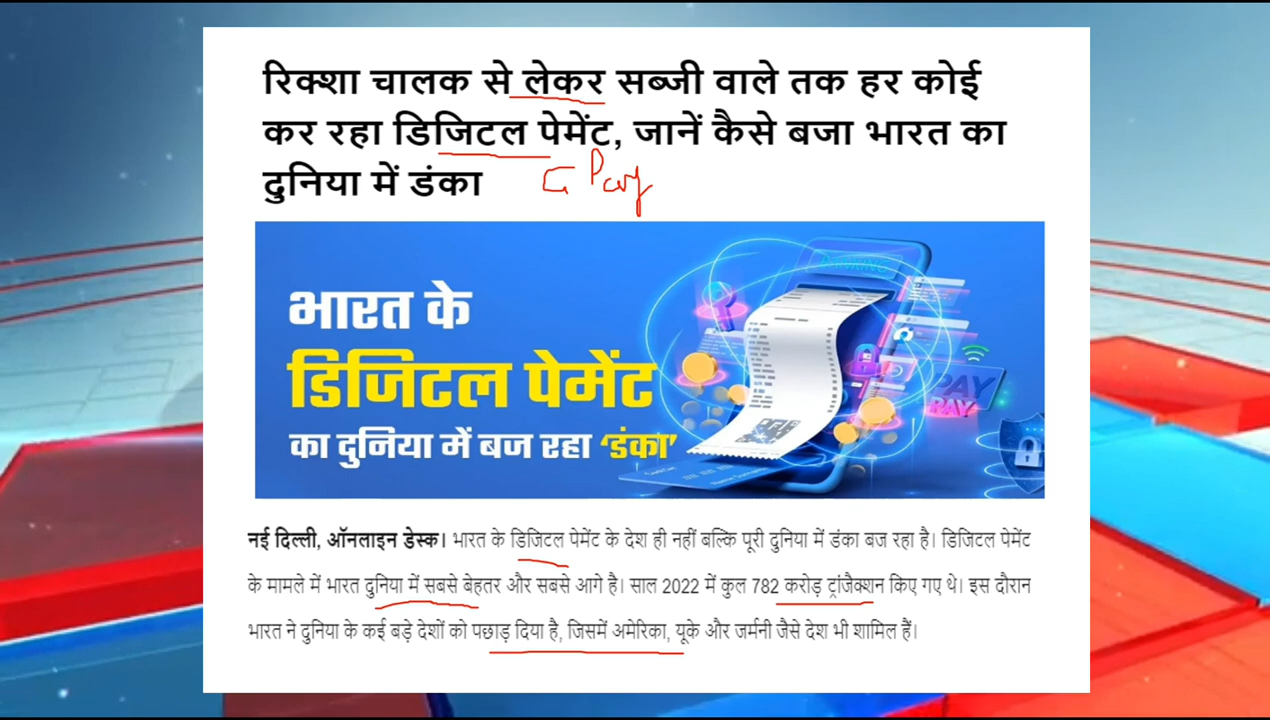 रिक्शा चालक से लेकर सब्जी वाले तक हर कोई
कर रहा डिजिटल पेमेंट, जानें कैसे बजा भारत का
दुनिया में डंका
G Pay
भारत के
डिजिटल पेमेंट
का दुनिया में बज रहा ‘डंका’
BANKING
PAY
PAY
नई दिल्ली, ऑनलाइन डेस्क। भारत के डिजिटल पेमेंट के देश ही नहीं बल्कि पूरी दुनिया में डंका बज रहा है। डिजिटल पेमेंट
के मामले में भारत दुनिया में सबसे बेहतर और सबसे आगे है। साल 2022 में कुल 782 करोड़ ट्रांजैक्शन किए गए थे। इस दौरान
भारत ने दुनिया के कई बड़े देशों को पछाड़ दिया है, जिसमें अमेरिका, यूके और जर्मनी जैसे देश भी शामिल हैं।